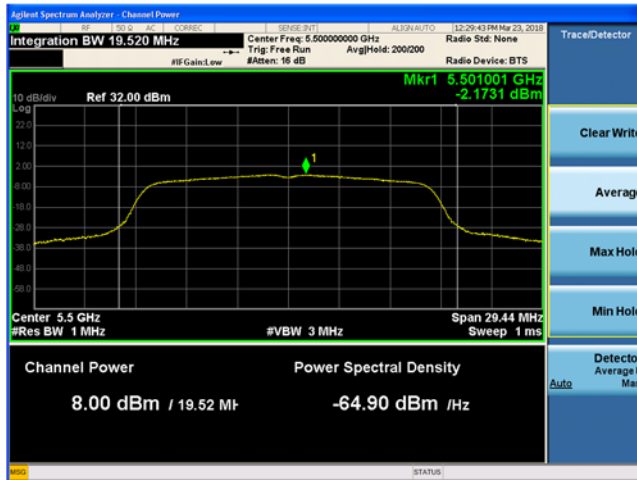 Agilent Spectrum Analyzer - Channel Power
RF 50 Ω AC CORREC SENSE:INT ALIGN AUTO 12:29:43 PM Mar 23, 2018
Integration BW 19.520 MHz
Center Freq: 5.500000000 GHz
Radio Std: None
Trig: Free Run Avg|Hold: 200/200
#IFGain:Low #Atten: 16 dB Radio Device: BTS
Trace/Detector
Mkr1 5.501001 GHz
-2.1731 dBm
10 dB/div Ref 32.00 dBm
Log
22.0
12.0
2.00
-8.00
-18.0
-28.0
-38.0
-48.0
-58.0
1
Center 5.5 GHz Span 29.44 MHz
#Res BW 1 MHz #VBW 3 MHz Sweep 1 ms
Channel Power Power Spectral Density
8.00 dBm / 19.52 MH -64.90 dBm /Hz
Clear Write
Average
Max Hold
Min Hold
Detecto
Average
Auto Ma
MSG STATUS